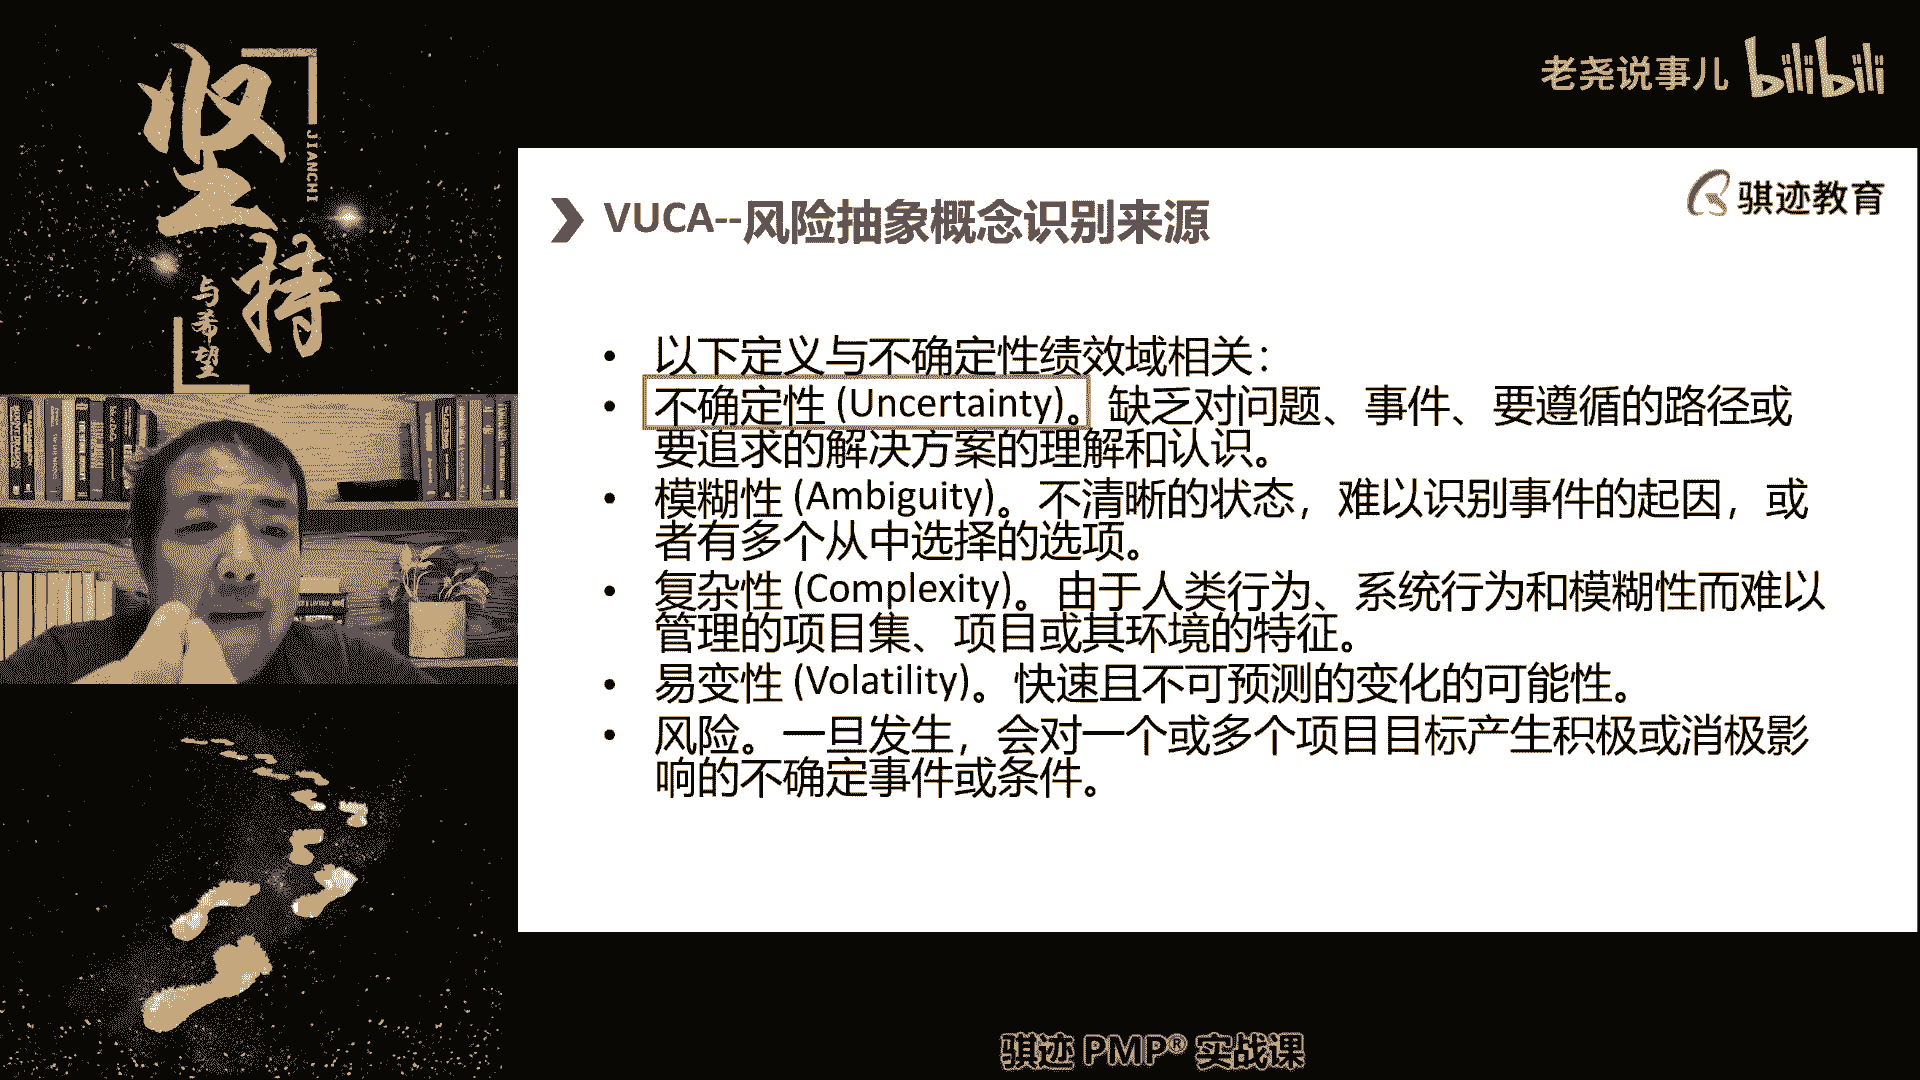 坚持
JIANCHI
与希望
老尧说事儿 bilibili
骐迹教育
VUCA--风险抽象概念识别来源
• 以下定义与不确定性绩效域相关：
• 不确定性 (Uncertainty)。缺乏对问题、事件、要遵循的路径或
要追求的解决方案的理解和认识。
• 模糊性 (Ambiguity)。不清晰的状态，难以识别事件的起因，或
者有多个从中选择的选项。
• 复杂性 (Complexity)。由于人类行为、系统行为和模糊性而难以
管理的项目集、项目或其环境的特征。
• 易变性 (Volatility)。快速且不可预测的变化的可能性。
• 风险。一旦发生，会对一个或多个项目目标产生积极或消极影
响的不确定事件或条件。
骐迹 PMP® 实战课